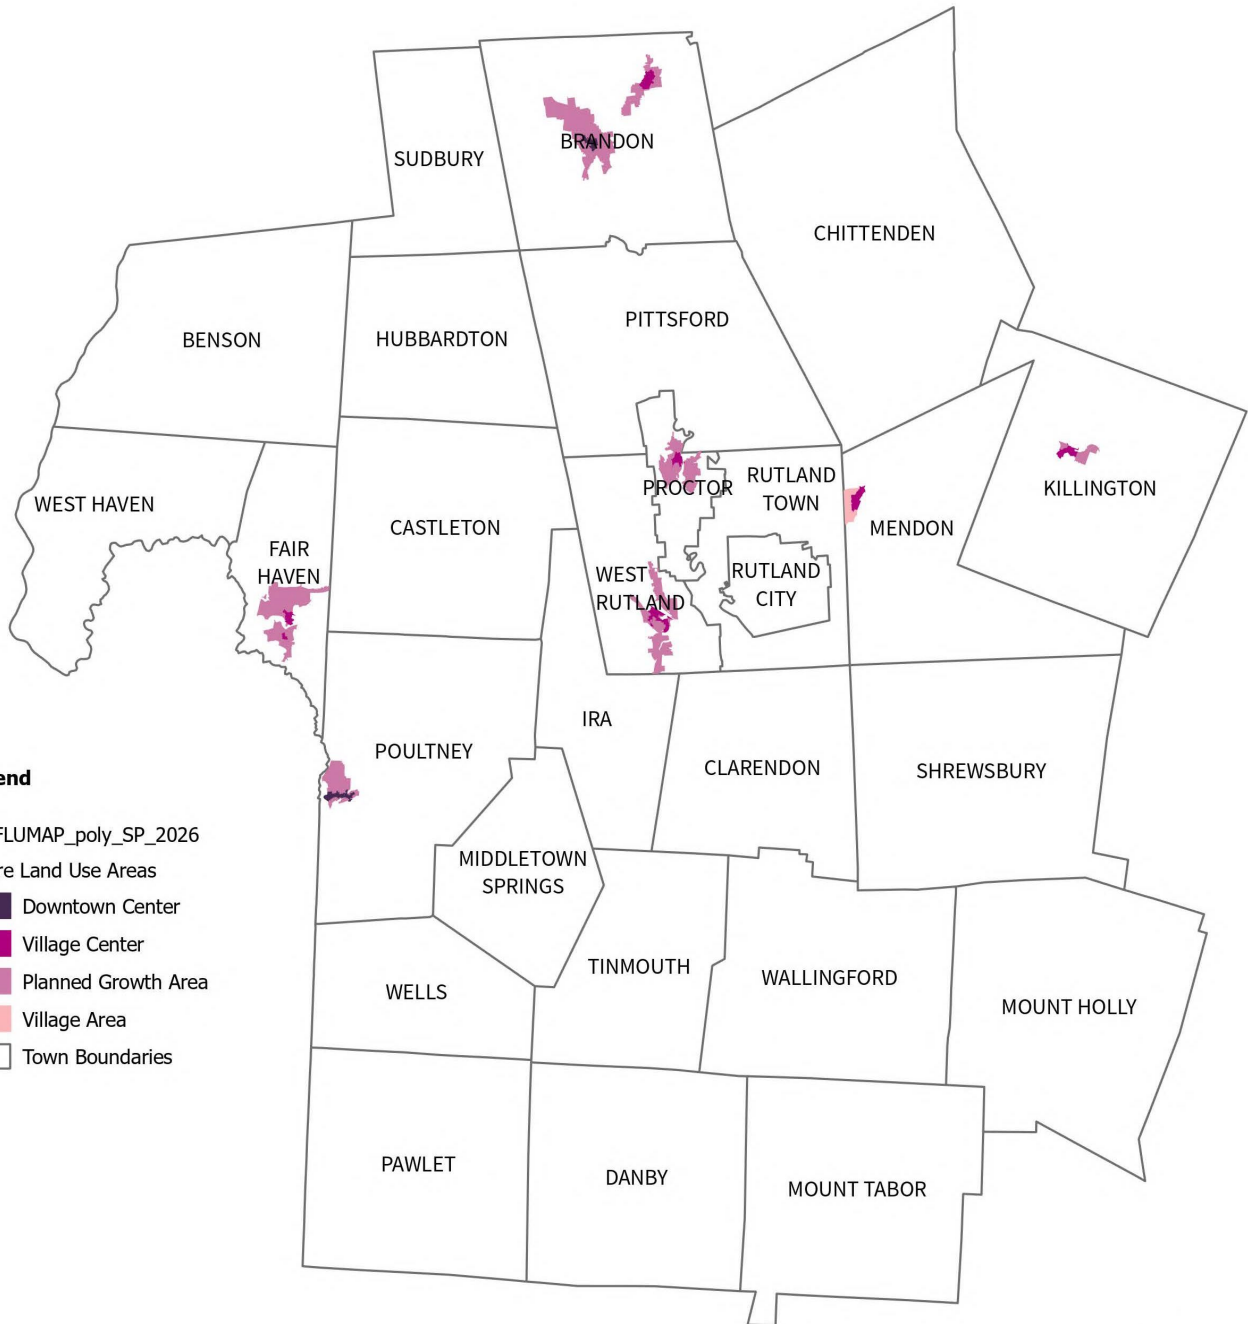 BRANDON
SUDBURY
CHITTENDEN
PITTSFORD
BENSON
HUBBARDTON
RUTLAND
TOWN
PROCTOR
KILLINGTON
WEST HAVEN
CASTLETON
MENDON
FAIR
HAVEN
WEST
RUTLAND
RUTLAND
CITY
IRA
POULTNEY
CLARENDON
SHREWSBURY
MIDDLETOWN
SPRINGS
TINMOUTH
WALLINGFORD
WELLS
MOUNT HOLLY
PAWLET
DANBY
MOUNT TABOR
end
FLUMAP_poly_SP_2026
re Land Use Areas
Downtown Center
Village Center
Planned Growth Area
Village Area
Town Boundaries